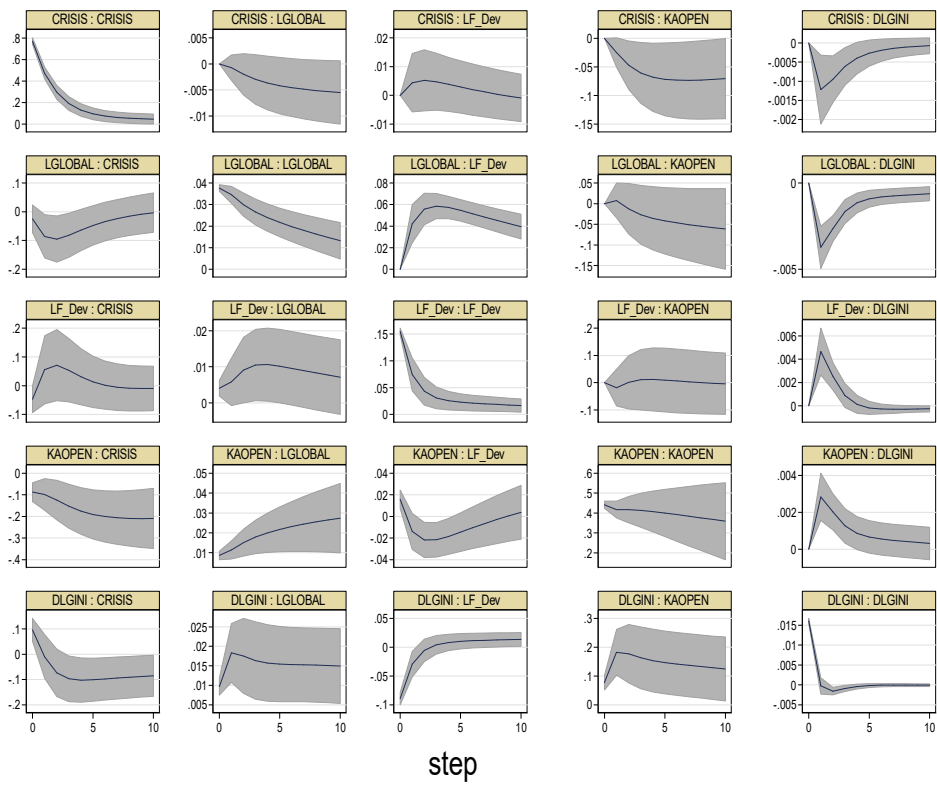 CRISIS : CRISIS CRISIS : LGLOBAL CRISIS : LF_Dev CRISIS : KAOPEN CRISIS : DLGINI
.8 .005 .02 0 0
.6 0 .01 -.05 -.0005
.4 -.005 0 -.1 -.001
.2 -.01 -.01 -.15 -.0015
0 -.002
LGLOBAL : CRISIS LGLOBAL : LGLOBAL LGLOBAL : LF_Dev LGLOBAL : KAOPEN LGLOBAL : DLGINI
.1 .04 .08 .05 0
0 .03 .06 0 -.005
-.1 .02 .04 -.05
-.2 .01 .02 -.1
0 0 -.15
LF_Dev : CRISIS LF_Dev : LGLOBAL LF_Dev : LF_Dev LF_Dev : KAOPEN LF_Dev : DLGINI
.2 .02 .15 .2 .006
.1 .01 .10 .1 .004
0 0 .05 0 .002
-.1 0 -.1 0
KAOPEN : CRISIS KAOPEN : LGLOBAL KAOPEN : LF_Dev KAOPEN : KAOPEN KAOPEN : DLGINI
0 .05 .04 .6 .004
-.1 .04 .02 .5 .002
-.2 .03 0 .4 0
-.3 .02 -.02 .3
-.4 .01 -.04 .2
DLGINI : CRISIS DLGINI : LGLOBAL DLGINI : LF_Dev DLGINI : KAOPEN DLGINI : DLGINI
.1 .025 .05 .3 .015
0 .02 0 .2 .01
-.1 .015 -.05 .1 .005
-.2 .01 -.1 0 0
.005 -.005
0 5 10 0 5 10 0 5 10 0 5 10 0 5 10
step